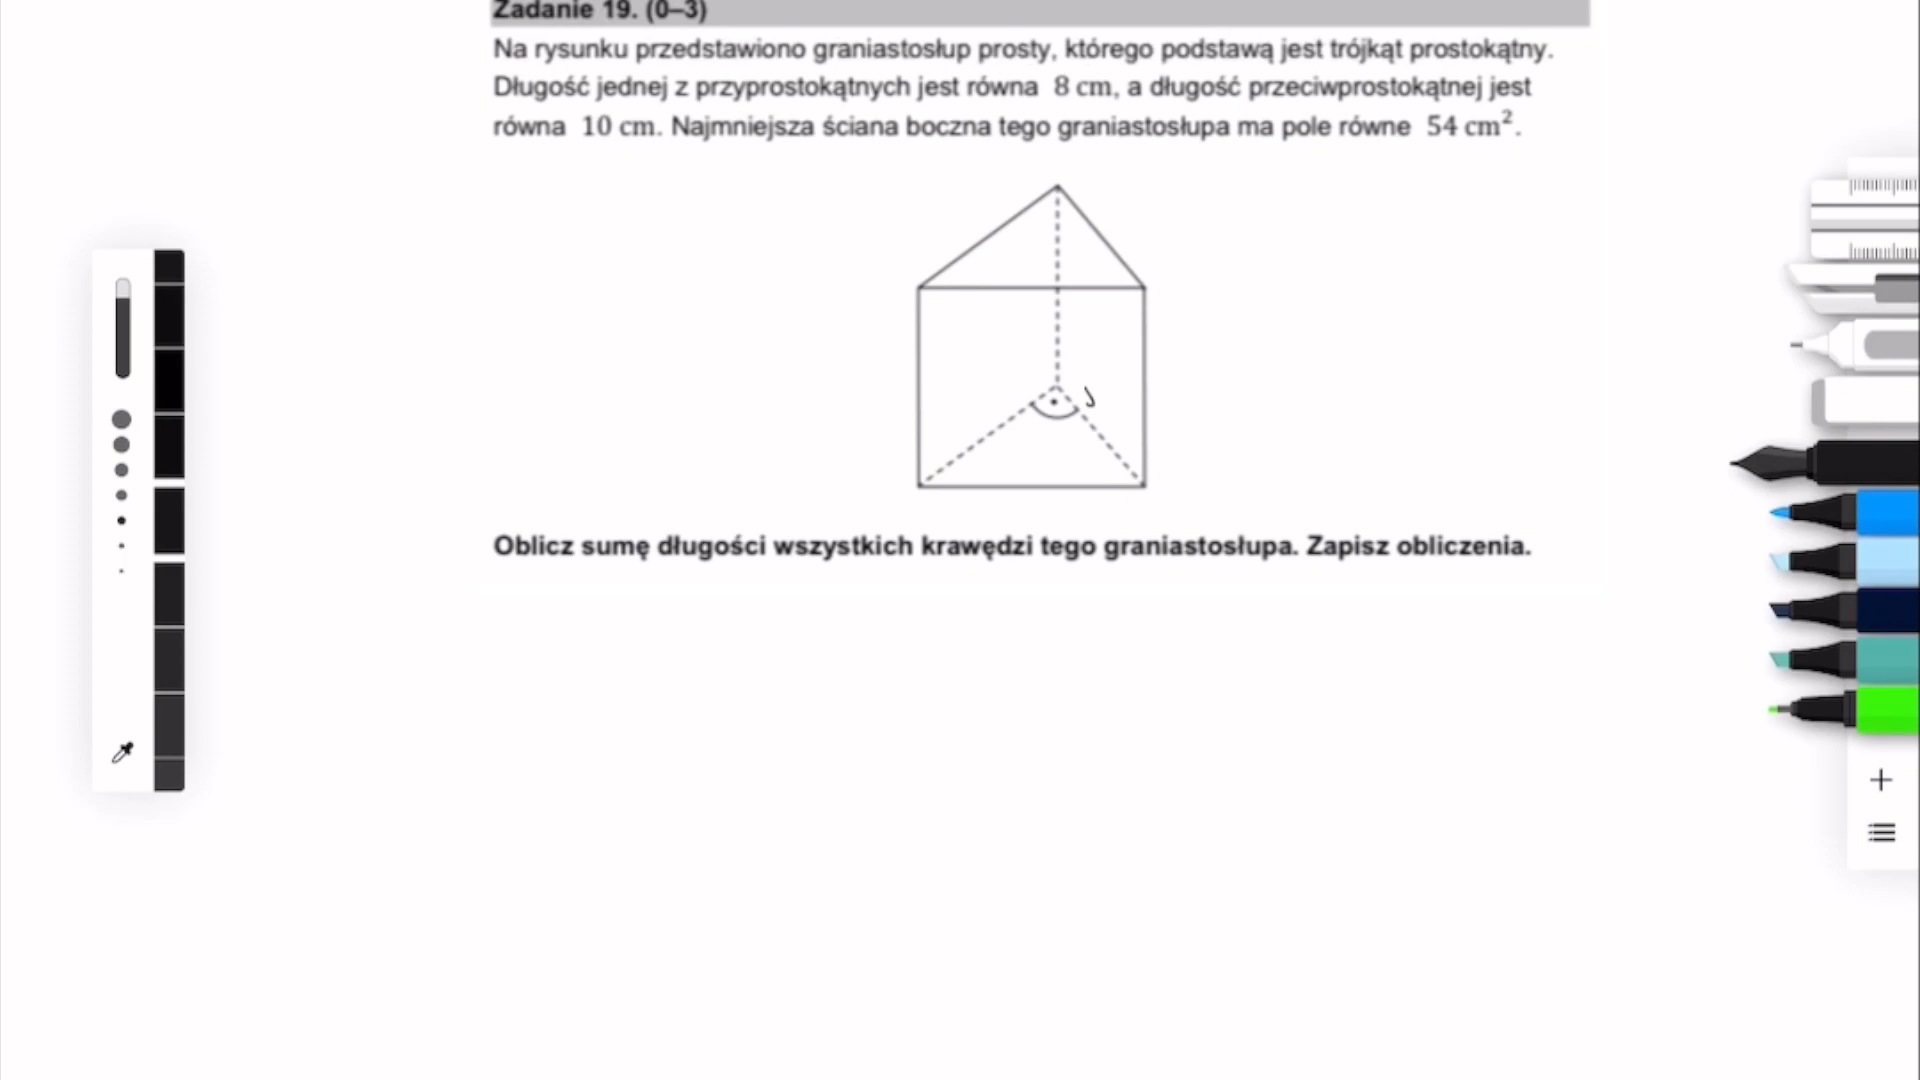 Zadanie 19. (0–3)
Na rysunku przedstawiono graniastosłup prosty, którego podstawą jest trójkąt prostokątny.
Długość jednej z przyprostokątnych jest równa 8 cm, a długość przeciwprostokątnej jest
równa 10 cm. Najmniejsza ściana boczna tego graniastosłupa ma pole równe 54 cm².
Oblicz sumę długości wszystkich krawędzi tego graniastosłupa. Zapisz obliczenia.